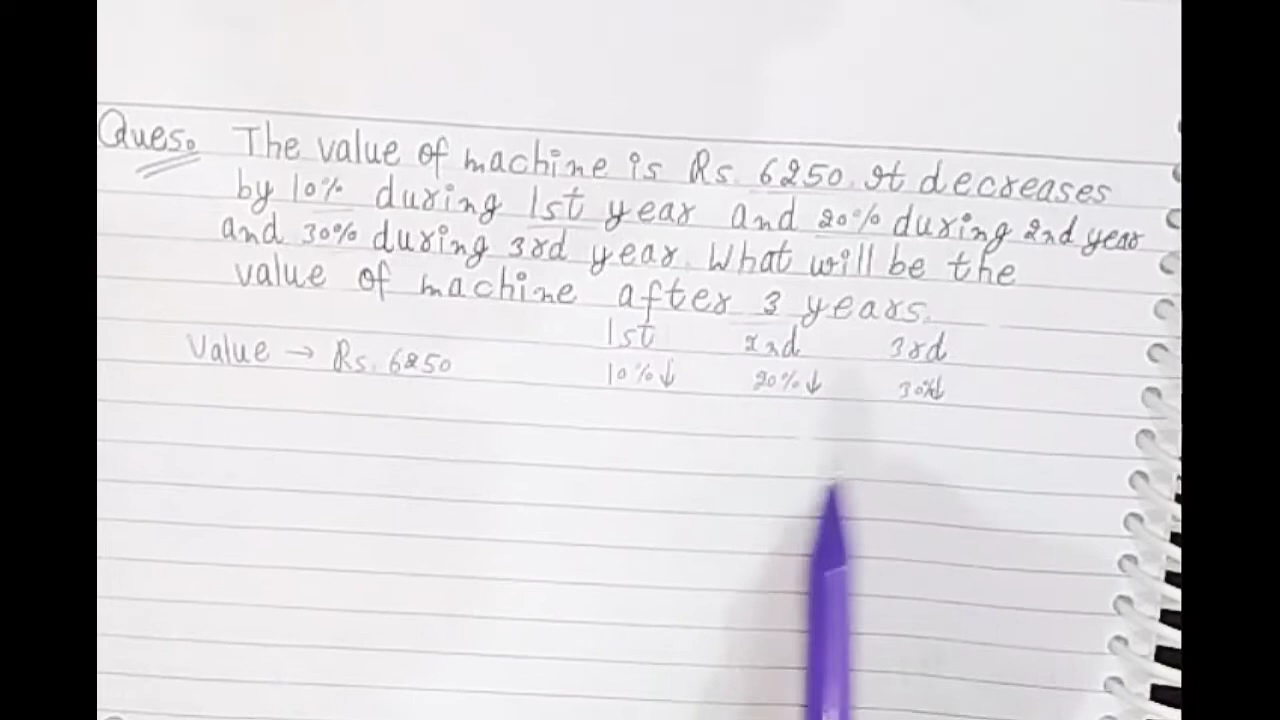 Ques. The value of machine is Rs. 6250. It decreases
by 10% during 1st year and 20% during 2nd year
and 30% during 3rd year. What will be the
value of machine after 3 years.
1st 2nd 3rd
Value → Rs. 6250 10%↓ 20%↓ 30%↓